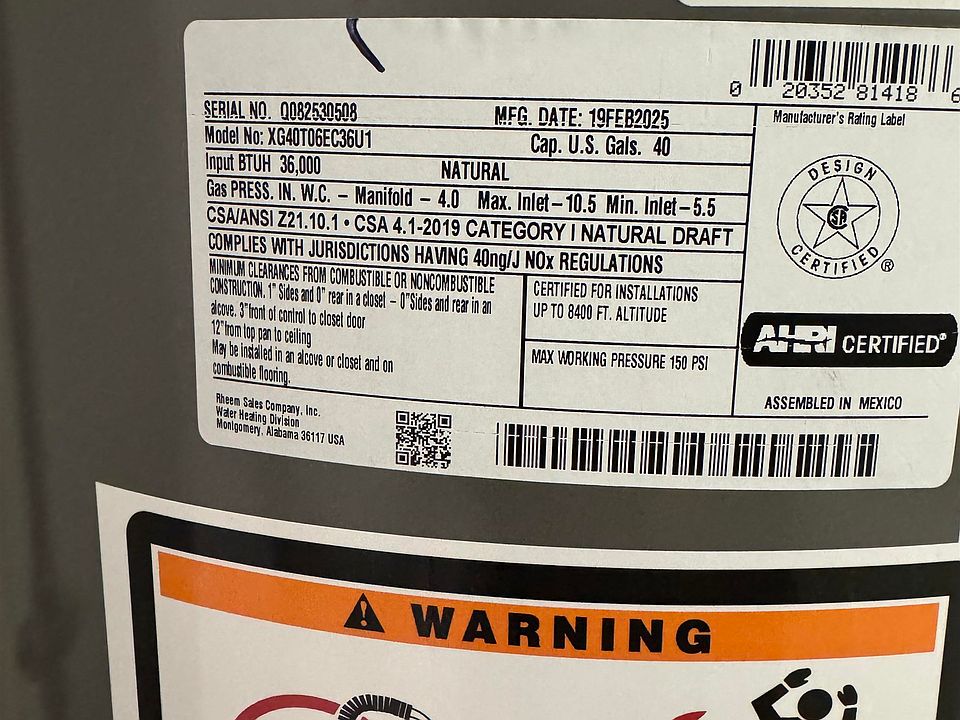 0 20352 81418 6
SERIAL NO. Q082530508 MFG. DATE: 19FEB2025
Manufacturer's Rating Label
Model No: XG40T06EC36U1 Cap. U.S. Gals. 40
Input BTUH 36,000 NATURAL
Gas PRESS. IN. W.C. – Manifold – 4.0 Max. Inlet – 10.5 Min. Inlet – 5.5
CSA/ANSI Z21.10.1 • CSA 4.1-2019 CATEGORY I NATURAL DRAFT
COMPLIES WITH JURISDICTIONS HAVING 40ng/J NOx REGULATIONS
MINIMUM CLEARANCES FROM COMBUSTIBLE OR NONCOMBUSTIBLE
CONSTRUCTION. 1" Sides and 0" rear in a closet – 0"Sides and rear in an
alcove. 3"front of control to closet door
12"from top pan to ceiling
May be installed in an alcove or closet and on
combustible flooring.
CERTIFIED FOR INSTALLATIONS
UP TO 8400 FT. ALTITUDE
MAX WORKING PRESSURE 150 PSI
DESIGN
CSA
CERTIFIED
®
AHRI CERTIFIED
ASSEMBLED IN MEXICO
Rheem Sales Company, Inc.
Water Heating Division
Montgomery, Alabama 36117 USA
WARNING